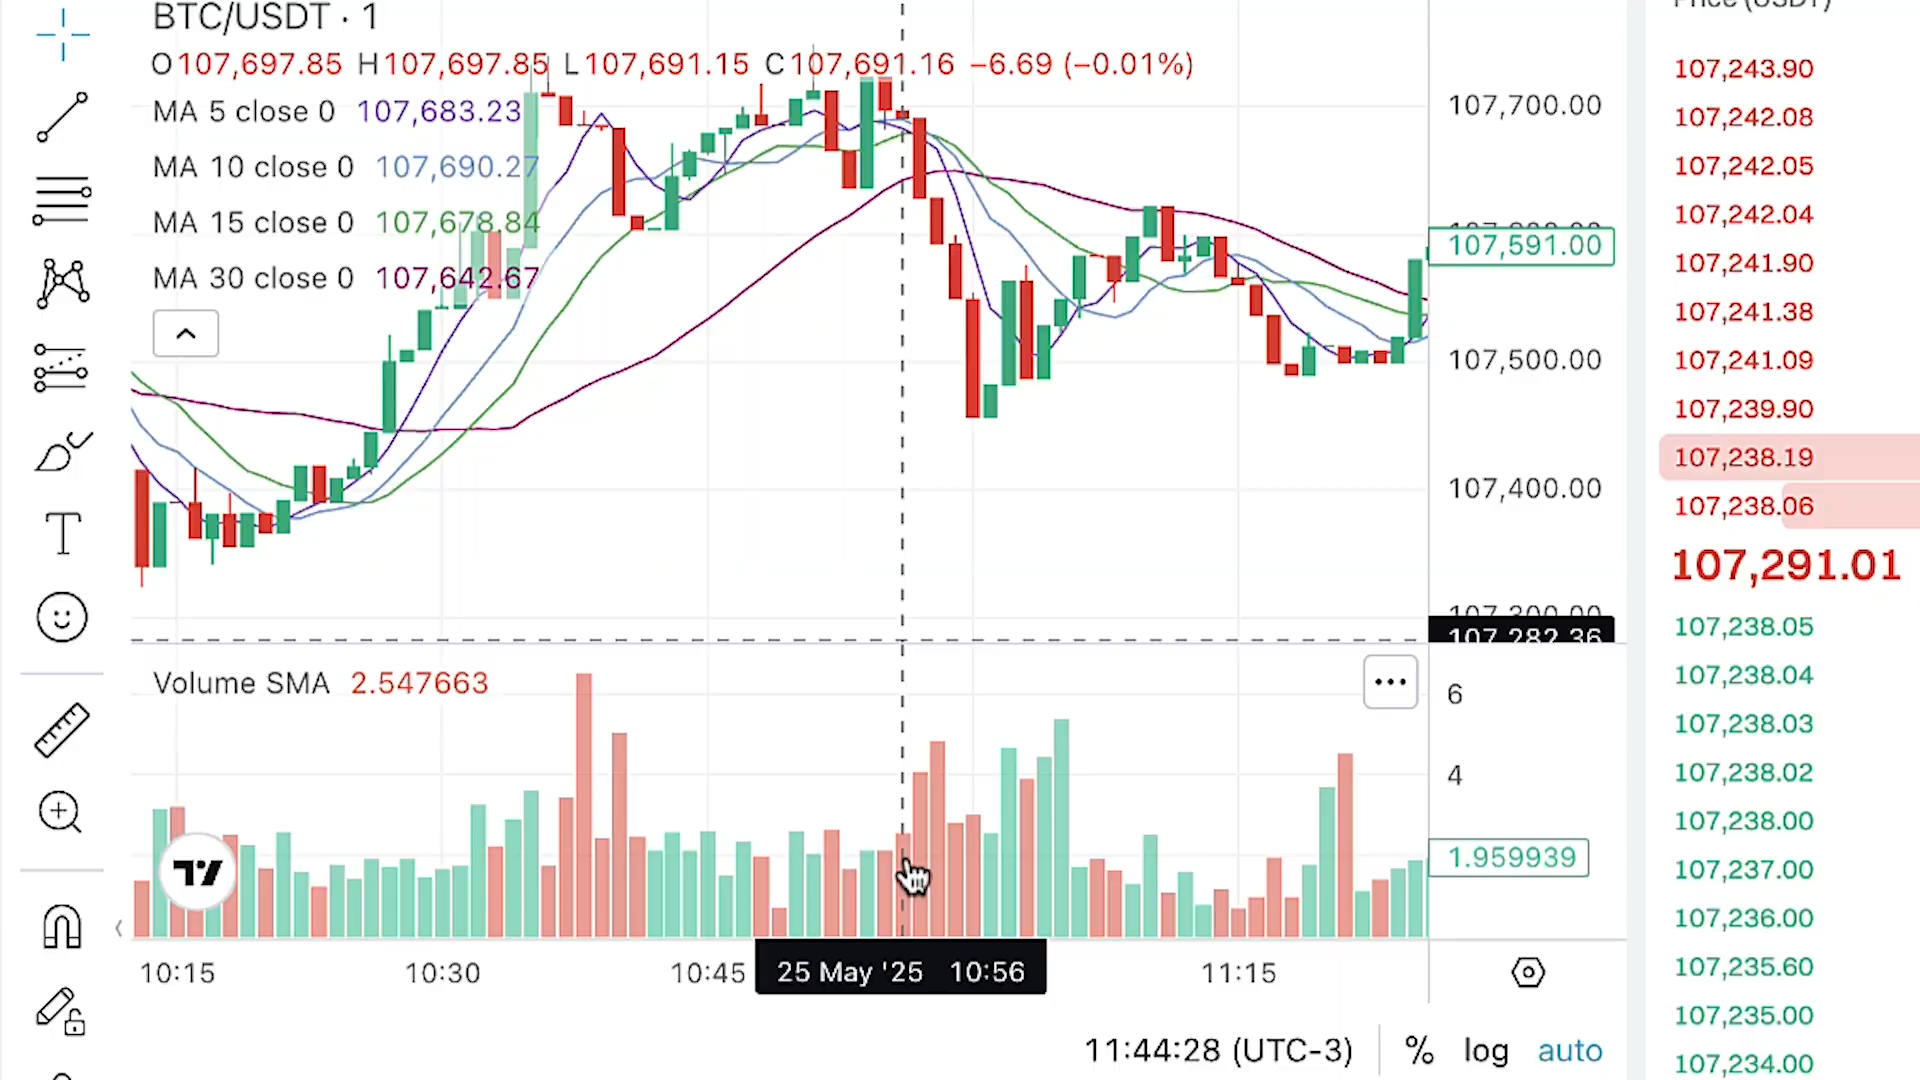 BTC/USDT · 1
O107,697.85 H107,697.85 L107,691.15 C107,691.16 −6.69 (−0.01%)
MA 5 close 0 107,683.23
MA 10 close 0 107,690.27
MA 15 close 0 107,678.84
MA 30 close 0 107,642.67
107,700.00
107,591.00
107,500.00
107,400.00
107,300.00
107,282.36
Volume SMA 2.547663
6
4
1.959939
10:15
10:30
10:45
25 May '25 10:56
11:15
11:44:28 (UTC-3)
%
log
auto
Price (USDT)
107,243.90
107,242.08
107,242.05
107,242.04
107,241.90
107,241.38
107,241.09
107,239.90
107,238.19
107,238.06
107,291.01
107,238.05
107,238.04
107,238.03
107,238.02
107,238.00
107,237.00
107,236.00
107,235.60
107,235.00
107,234.00